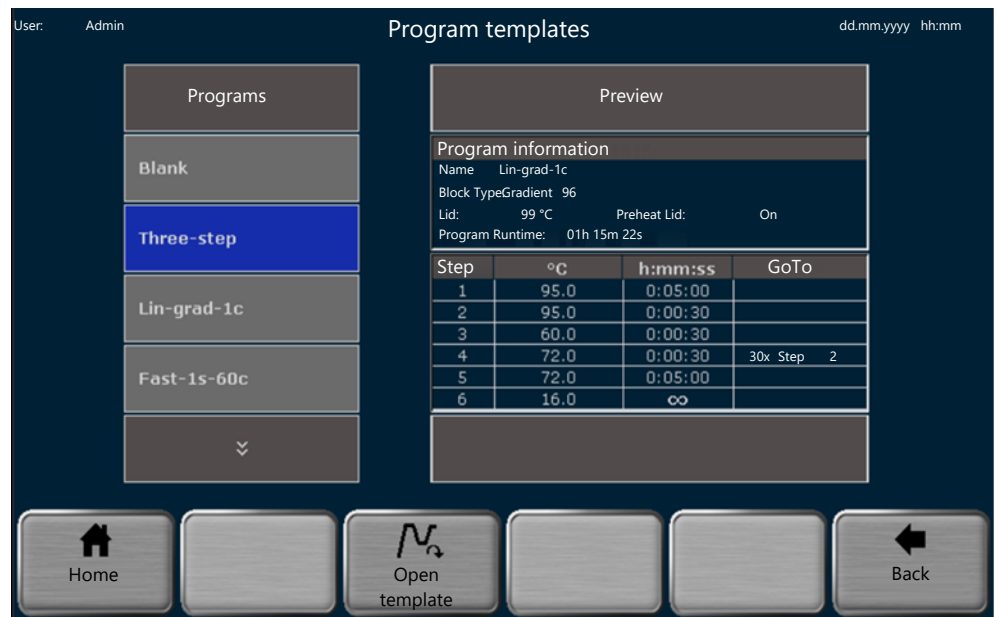 User: Admin
Program templates
dd.mm.yyyy hh:mm
Programs
Blank
Three-step
Lin-grad-1c
Fast-1s-60c
Preview
Program information
Name Lin-grad-1c
Block TypeGradient 96
Lid: 99 °C Preheat Lid: On
Program Runtime: 01h 15m 22s
Step °C h:mm:ss GoTo
1 95.0 0:05:00
2 95.0 0:00:30
3 60.0 0:00:30
4 72.0 0:00:30 30x Step 2
5 72.0 0:05:00
6 16.0 ∞
Home
Open
template
Back